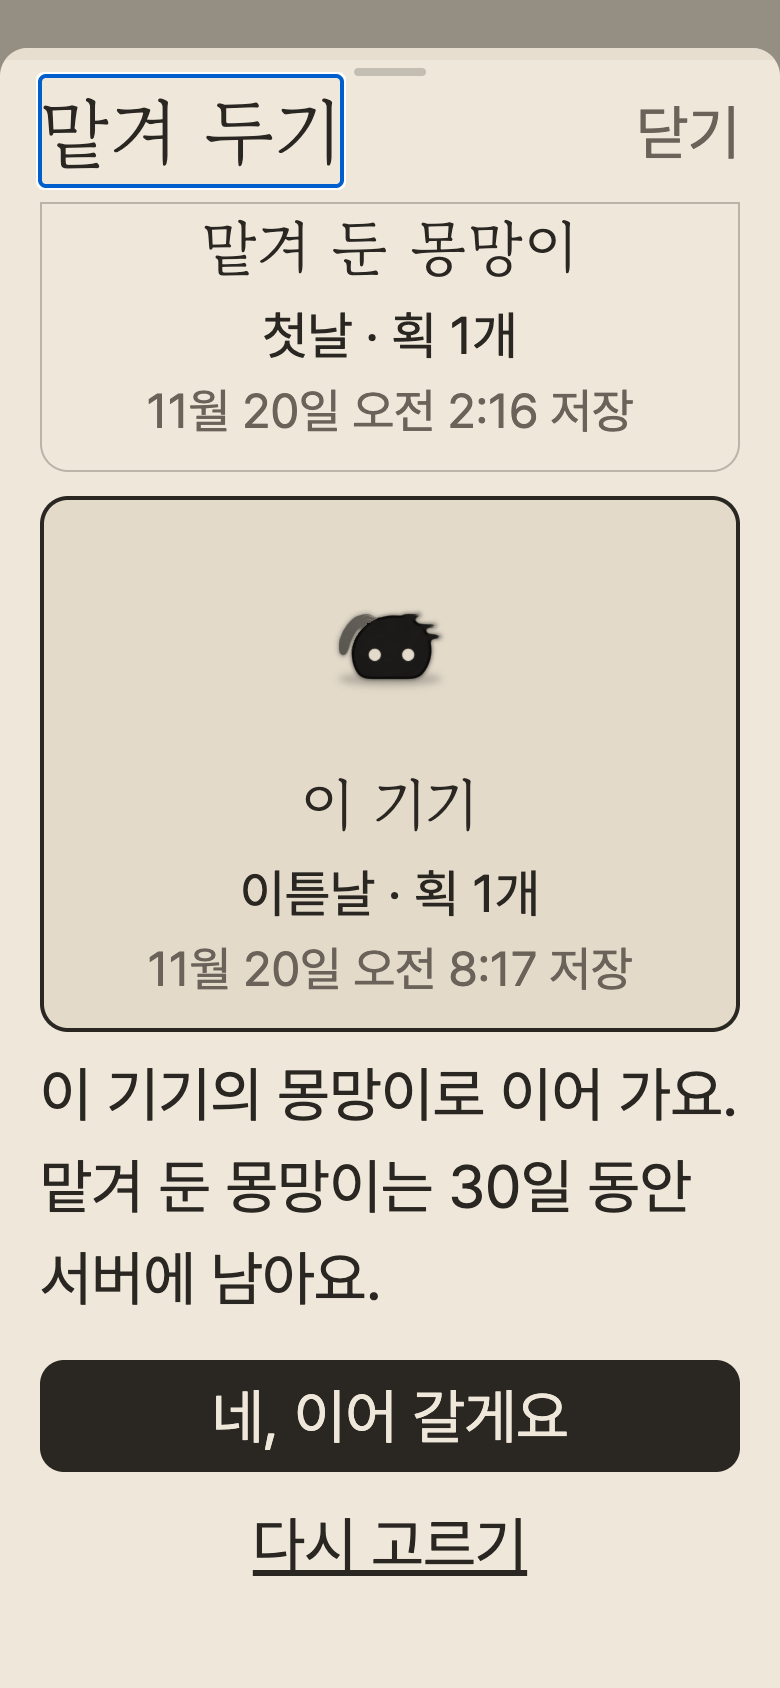 맡겨 두기
닫기
맡겨 둔 몽망이
첫날 · 획 1개
11월 20일 오전 2:16 저장
이 기기
이튿날 · 획 1개
11월 20일 오전 8:17 저장
이 기기의 몽망이로 이어 가요.
맡겨 둔 몽망이는 30일 동안
서버에 남아요.
네, 이어 갈게요
다시 고르기